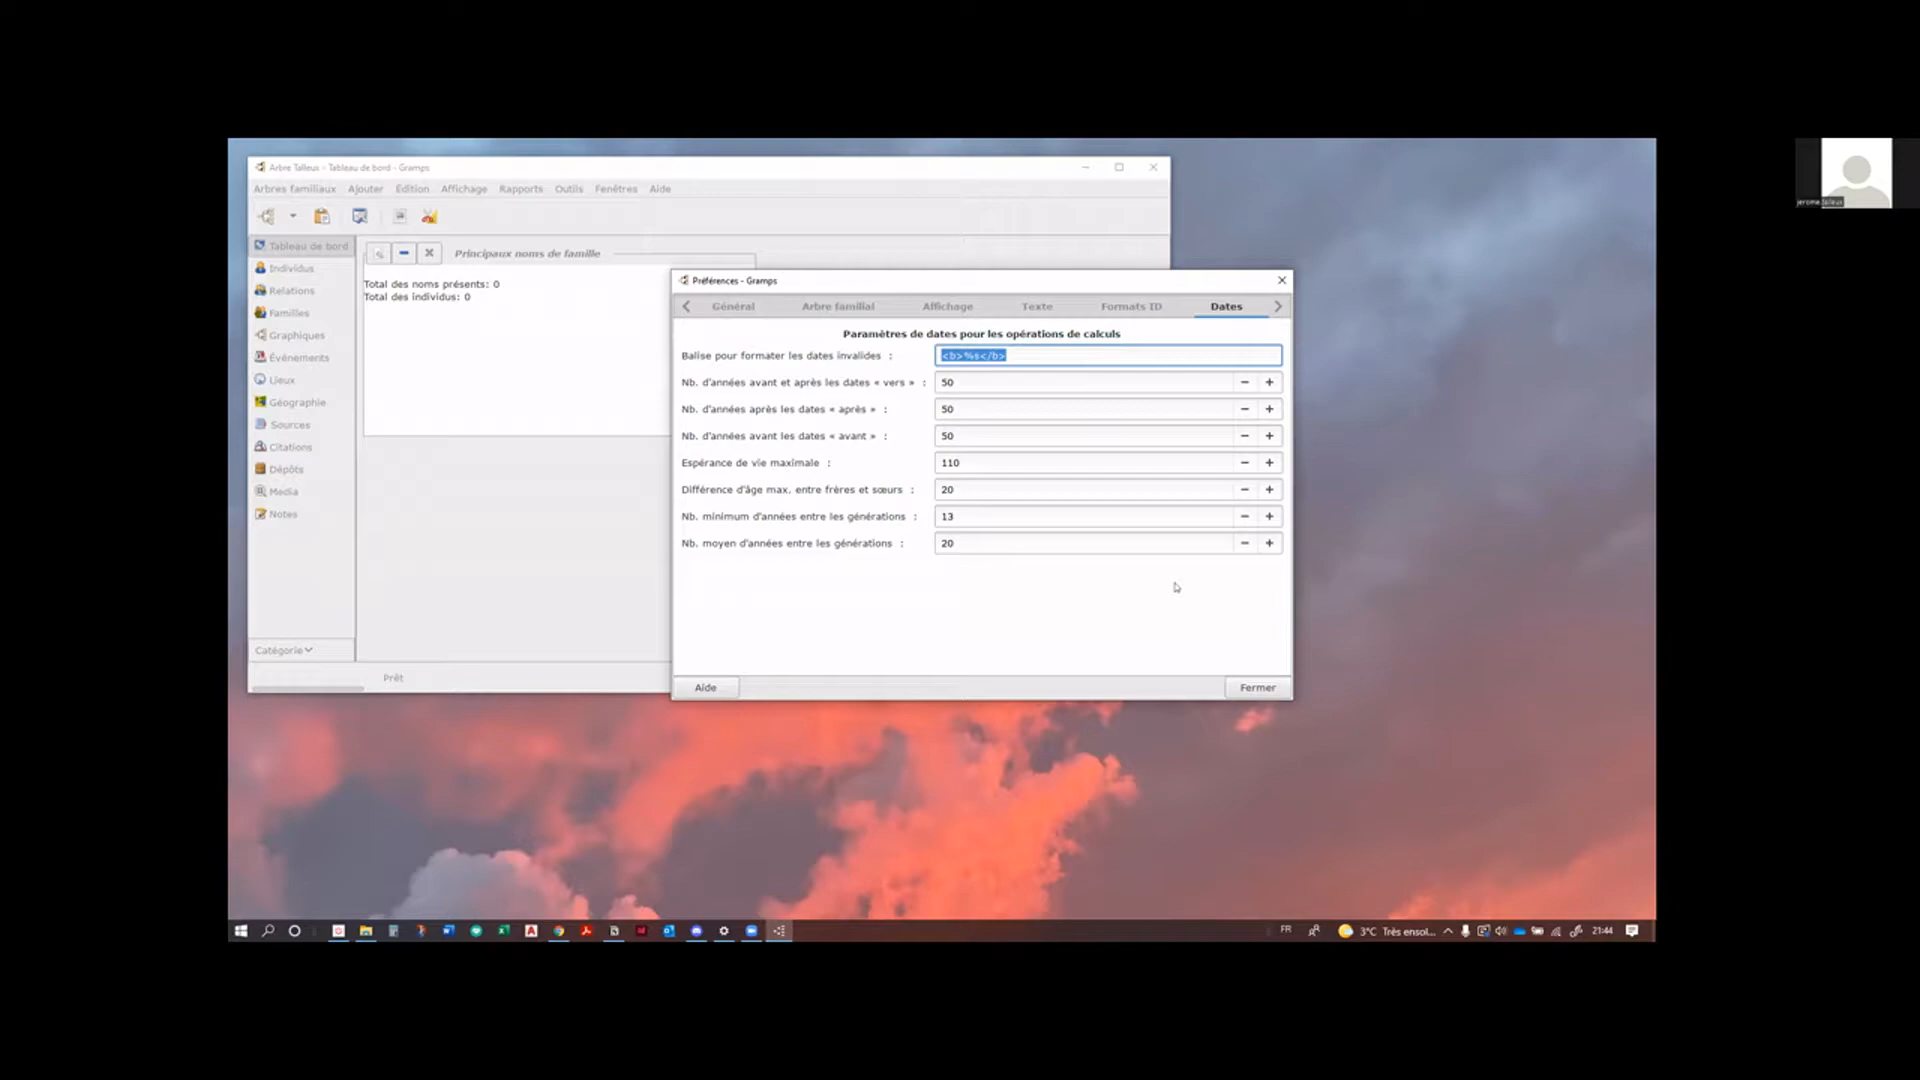 Arbre Talleux - Tableau de bord - Gramps
Arbres familiaux Ajouter Edition Affichage Rapports Outils Fenêtres Aide
Tableau de bord
Individus
Relations
Familles
Graphiques
Événements
Lieux
Géographie
Sources
Citations
Dépôts
Media
Notes
Catégorie
Principaux noms de famille
Total des noms présents: 0
Total des individus: 0
Prêt
Préférences - Gramps
Général Arbre familial Affichage Texte Formats ID Dates
Paramètres de dates pour les opérations de calculs
Balise pour formater les dates invalides : <b>%s</b>
Nb. d'années avant et après les dates « vers » : 50
Nb. d'années après les dates « après » : 50
Nb. d'années avant les dates « avant » : 50
Espérance de vie maximale : 110
Différence d'âge max. entre frères et sœurs : 20
Nb. minimum d'années entre les générations : 13
Nb. moyen d'années entre les générations : 20
Aide Fermer
jerome talleux
FR 3°C Très ensol... 21:44